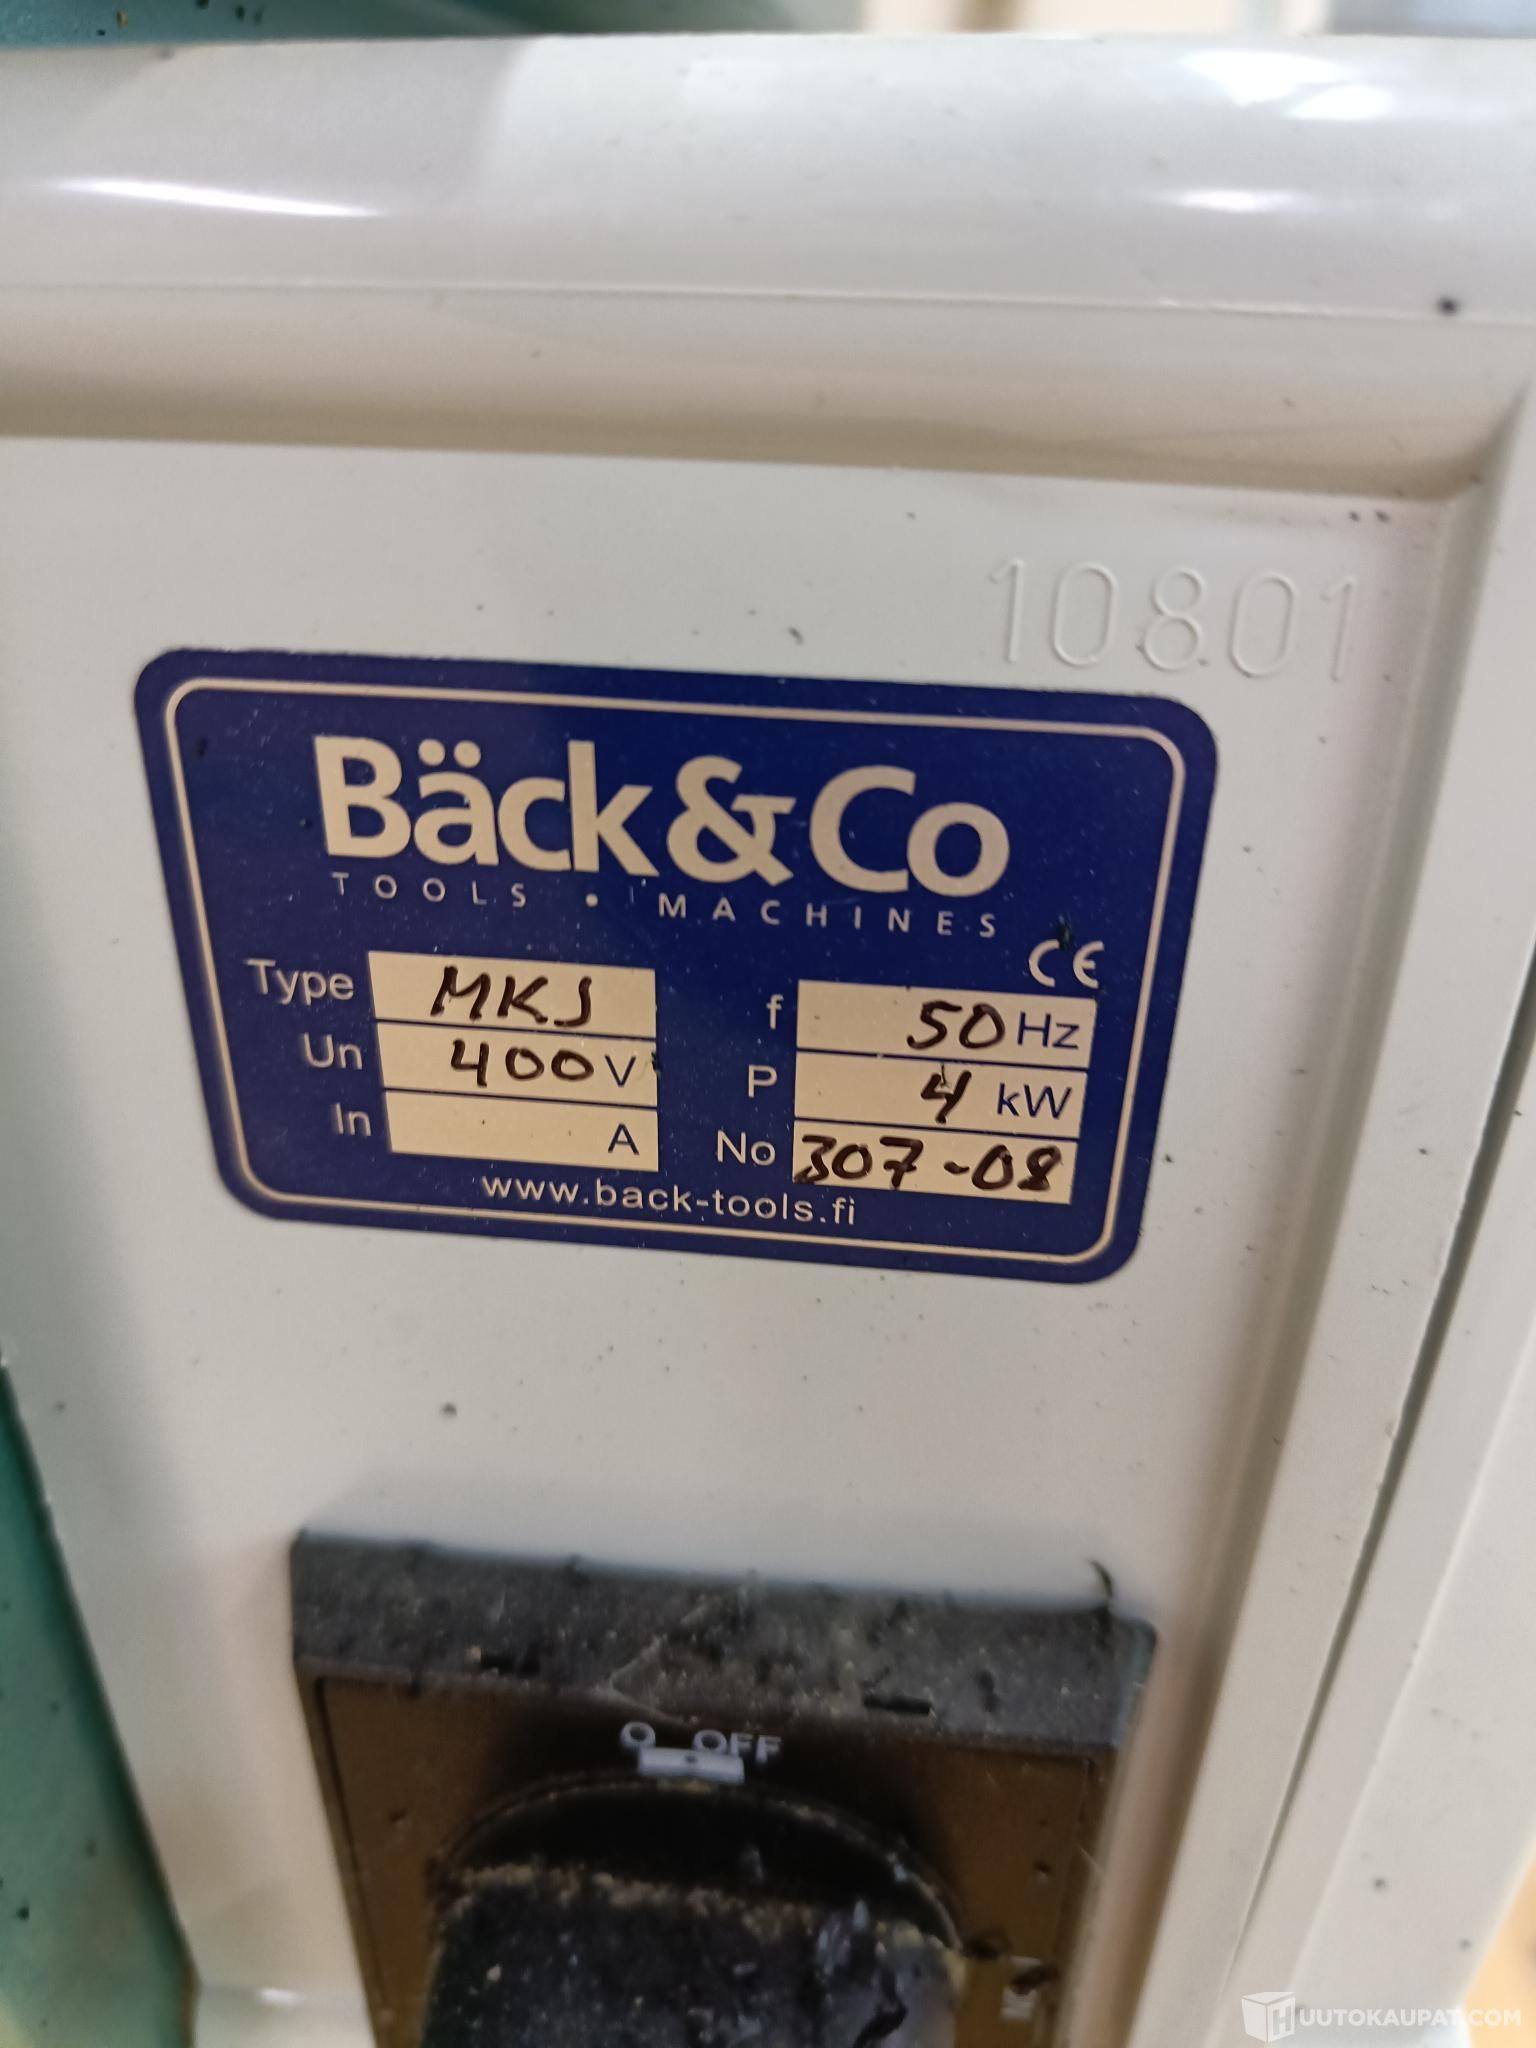 10801
Bäck & Co
TOOLS • MACHINES
CE
Type MKJ f 50 Hz
Un 400 V P 4 kW
In A No 307-08
www.back-tools.fi
O OFF
HUUTOKAUPAT.COM